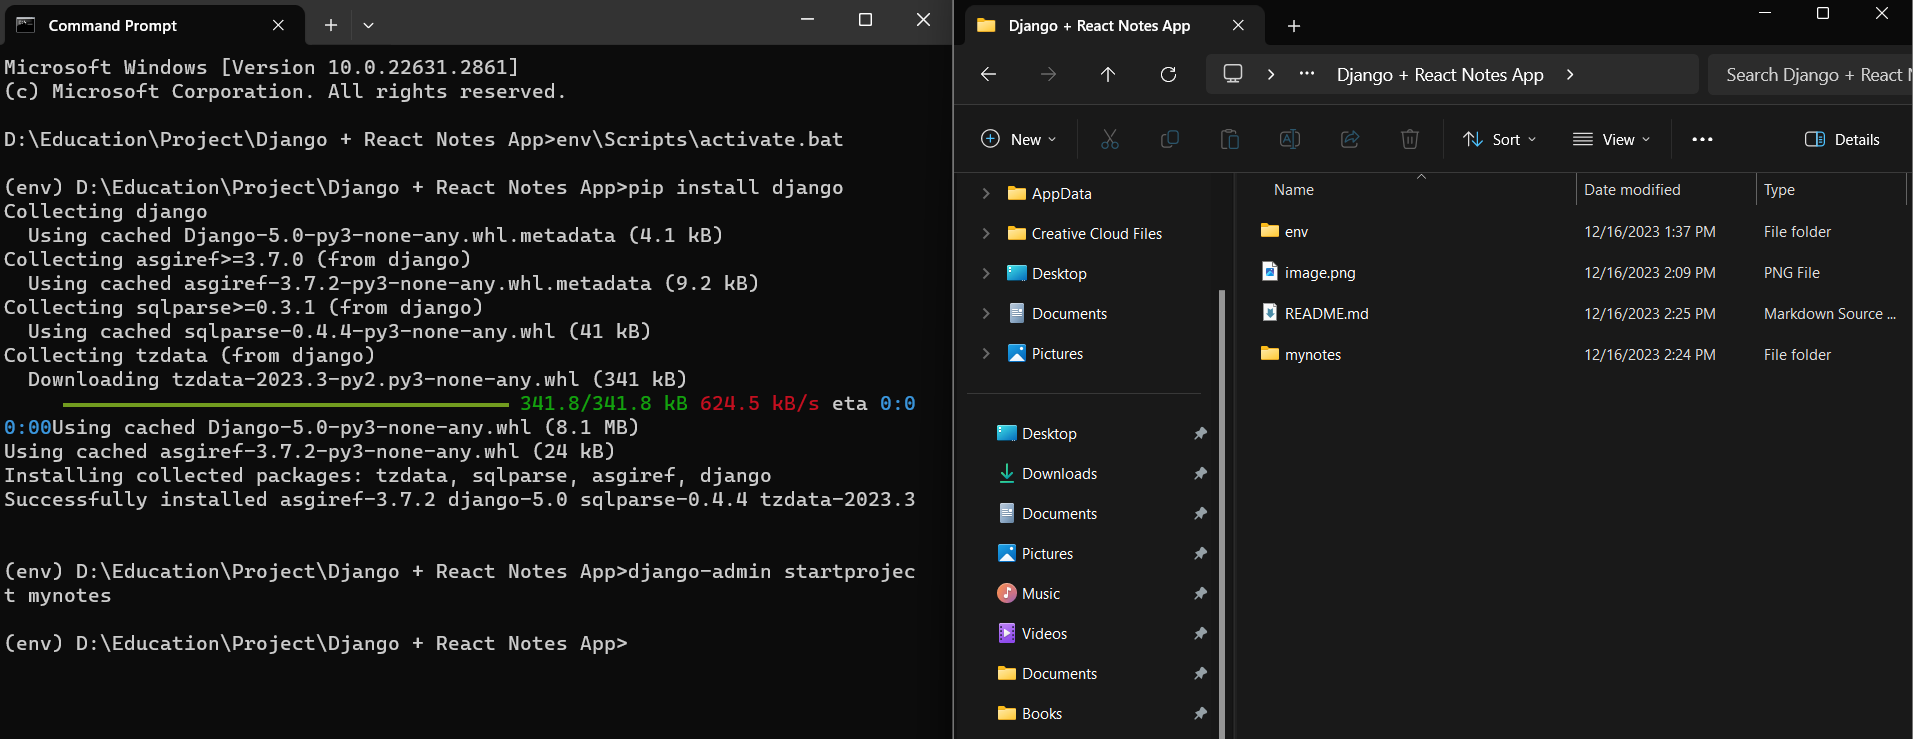 Command Prompt
Microsoft Windows [Version 10.0.22631.2861]
(c) Microsoft Corporation. All rights reserved.
D:\Education\Project\Django + React Notes App>env\Scripts\activate.bat
(env) D:\Education\Project\Django + React Notes App>pip install django
Collecting django
  Using cached Django-5.0-py3-none-any.whl.metadata (4.1 kB)
Collecting asgiref>=3.7.0 (from django)
  Using cached asgiref-3.7.2-py3-none-any.whl.metadata (9.2 kB)
Collecting sqlparse>=0.3.1 (from django)
  Using cached sqlparse-0.4.4-py3-none-any.whl (41 kB)
Collecting tzdata (from django)
  Downloading tzdata-2023.3-py2.py3-none-any.whl (341 kB)
341.8/341.8 kB 624.5 kB/s eta 0:0
0:00Using cached Django-5.0-py3-none-any.whl (8.1 MB)
Using cached asgiref-3.7.2-py3-none-any.whl (24 kB)
Installing collected packages: tzdata, sqlparse, asgiref, django
Successfully installed asgiref-3.7.2 django-5.0 sqlparse-0.4.4 tzdata-2023.3
(env) D:\Education\Project\Django + React Notes App>django-admin startprojec
t mynotes
(env) D:\Education\Project\Django + React Notes App>
Django + React Notes App
Django + React Notes App
Search Django + React N
New
Sort
View
Details
AppData
Creative Cloud Files
Desktop
Documents
Pictures
Desktop
Downloads
Documents
Pictures
Music
Videos
Documents
Books
Name Date modified Type
env 12/16/2023 1:37 PM File folder
image.png 12/16/2023 2:09 PM PNG File
README.md 12/16/2023 2:25 PM Markdown Source ...
mynotes 12/16/2023 2:24 PM File folder